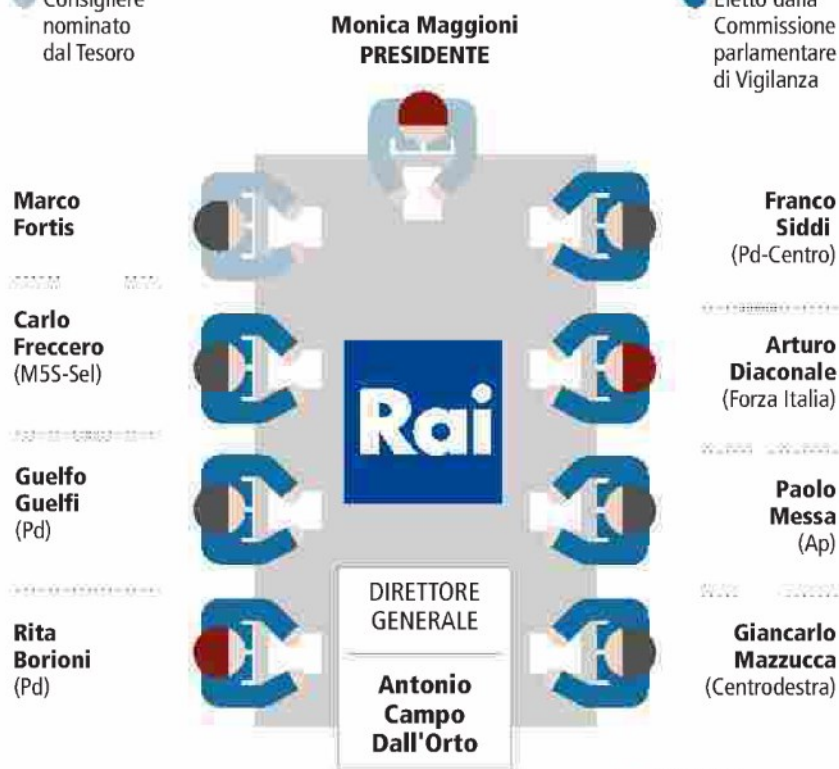 Consigliere
nominato
dal Tesoro
Monica Maggioni
PRESIDENTE
Eletto dalla
Commissione
parlamentare
di Vigilanza
Marco
Fortis
Carlo
Freccero
(M5S-Sel)
Guelfo
Guelfi
(Pd)
Rita
Borioni
(Pd)
Rai
DIRETTORE
GENERALE
Antonio
Campo
Dall'Orto
Franco
Siddi
(Pd-Centro)
Arturo
Diaconale
(Forza Italia)
Paolo
Messa
(Ap)
Giancarlo
Mazzucca
(Centrodestra)